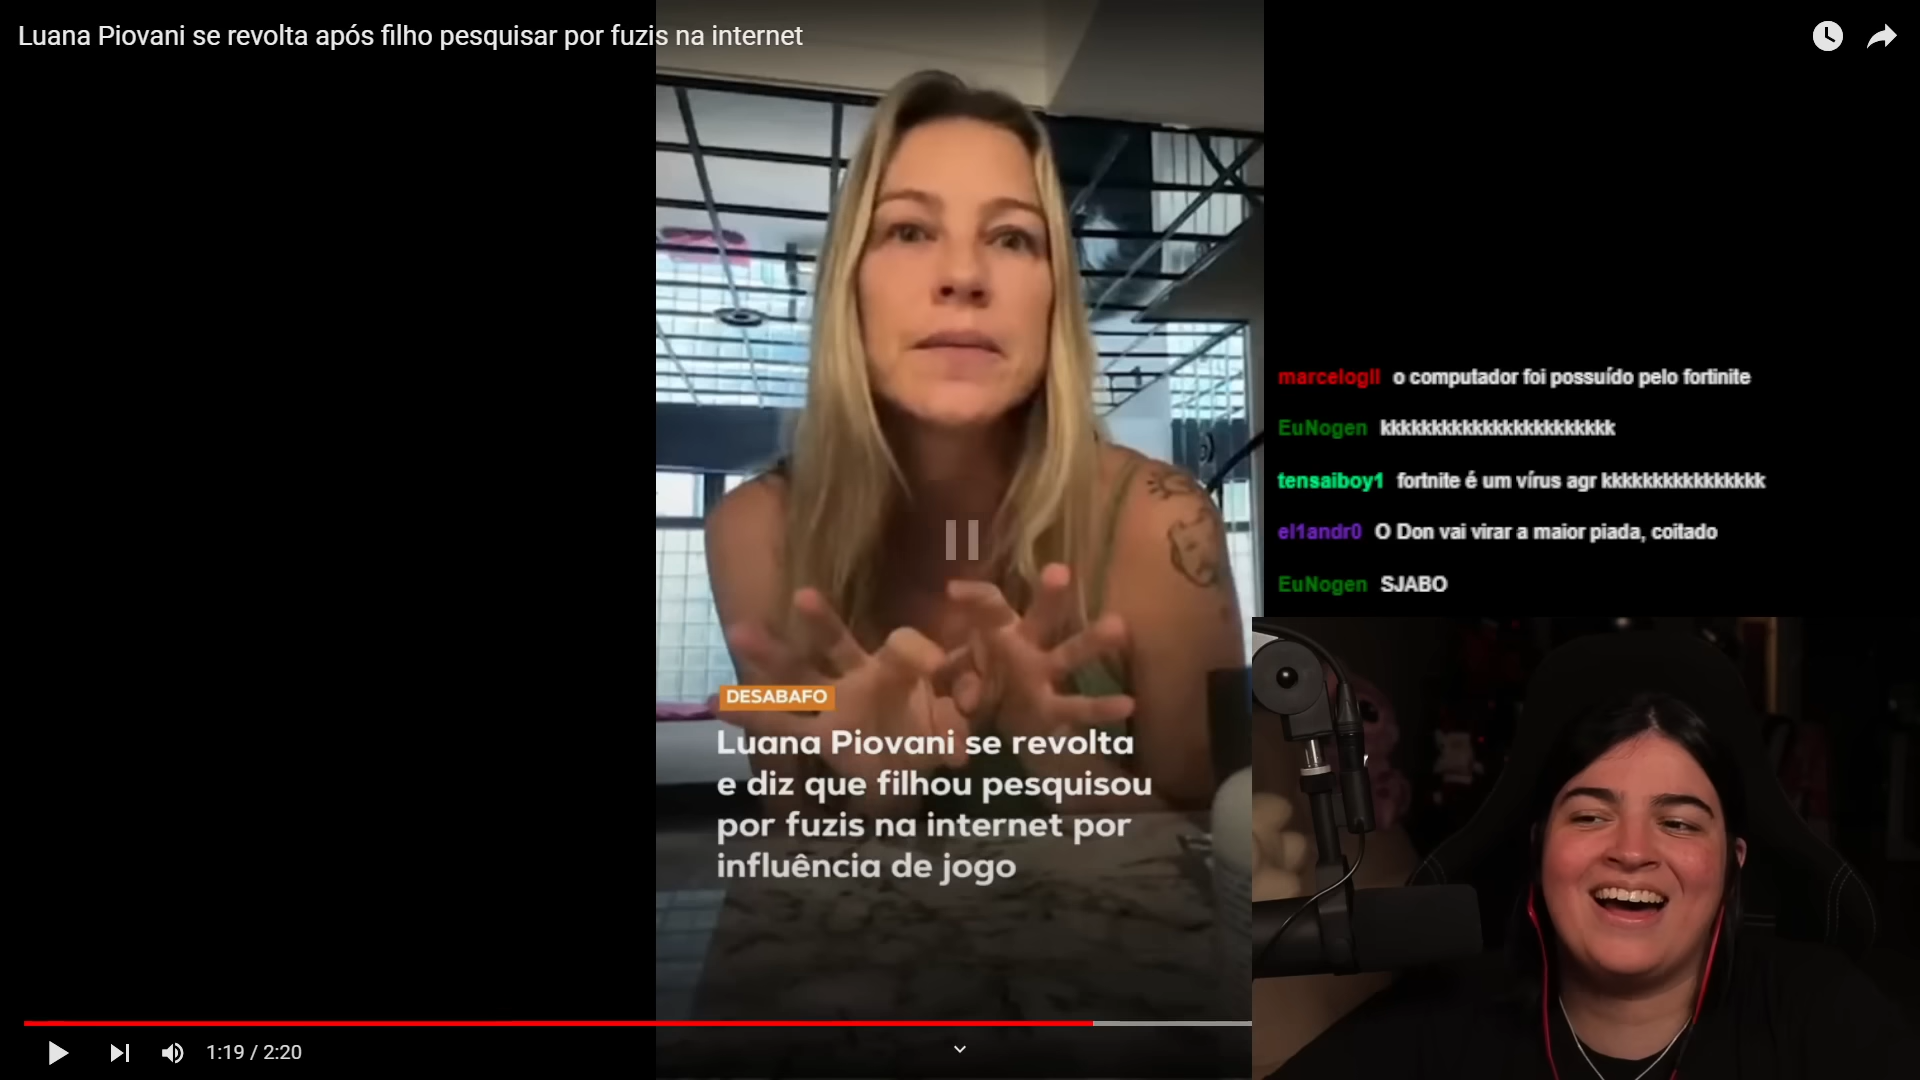 Luana Piovani se revolta após filho pesquisar por fuzis na internet
marcelogll o computador foi possuído pelo fortinite
EuNogen kkkkkkkkkkkkkkkkkkkkkkk
tensaiboy1 fortnite é um vírus agr kkkkkkkkkkkkkkkk
el1andr0 O Don vai virar a maior piada, coitado
EuNogen SJABO
DESABAFO
Luana Piovani se revolta
e diz que filhou pesquisou
por fuzis na internet por
influência de jogo
1:19 / 2:20